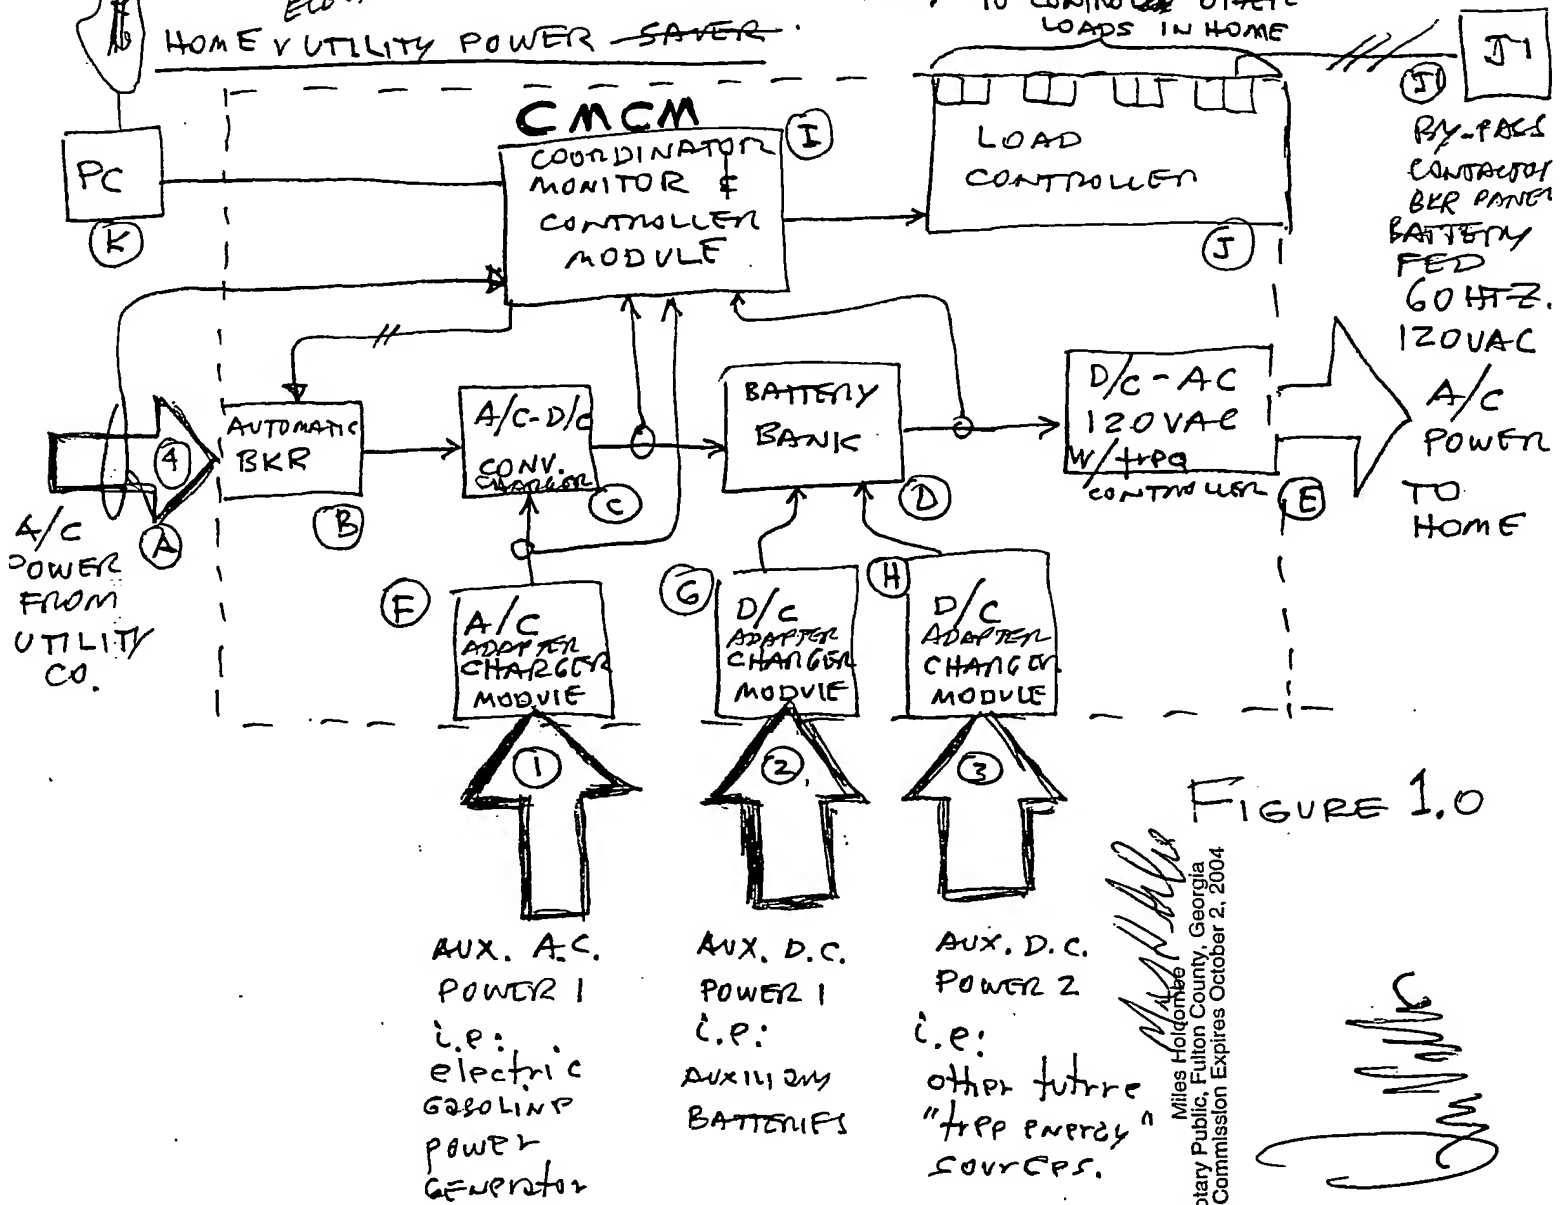 HOME UTILITY POWER SAVER.
TO CONTROL OTHER
LOADS IN HOME
J1
J1
BY-PASS
CONTACTOR
BKR PANEL
BATTERY
FED
60 HTZ.
120VAC
CMCM
COORDINATOR
MONITOR &
CONTROLLER
MODULE
I
LOAD
CONTROLLER
J
PC
K
4
A
A/C
POWER
FROM
UTILITY
CO.
AUTOMATIC
BKR
B
A/C-D/C
CONV.
CHARGER
C
BATTERY
BANK
D
D/C-AC
120VAC
W/freq
CONTROLLER
E
A/C
POWER
TO
HOME
F
A/C
ADAPTER
CHARGER
MODULE
G
D/C
ADAPTER
CHARGER
MODULE
H
D/C
ADAPTER
CHARGER
MODULE
1
2
3
FIGURE 1.0
AUX. A.C.
POWER 1
i.e:
electric
GASOLINE
power
GENERATOR
AUX. D.C.
POWER 1
i.e:
AUXILIARY
BATTERIES
AUX. D.C.
POWER 2
i.e:
other future
"free energy"
sources.
Miles Holcombe
otary Public, Fulton County, Georgia
Commission Expires October 2, 2004